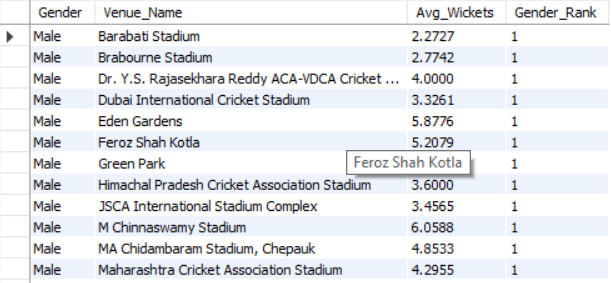 Gender Venue_Name Avg_Wickets Gender_Rank
Male Barabati Stadium 2.2727 1
Male Brabourne Stadium 2.7742 1
Male Dr. Y.S. Rajasekhara Reddy ACA-VDCA Cricket ... 4.0000 1
Male Dubai International Cricket Stadium 3.3261 1
Male Eden Gardens 5.8776 1
Male Feroz Shah Kotla 5.2079 1
Male Green Park 1
Feroz Shah Kotla
Male Himachal Pradesh Cricket Association Stadium 3.6000 1
Male JSCA International Stadium Complex 3.4565 1
Male M Chinnaswamy Stadium 6.0588 1
Male MA Chidambaram Stadium, Chepauk 4.8533 1
Male Maharashtra Cricket Association Stadium 4.2955 1